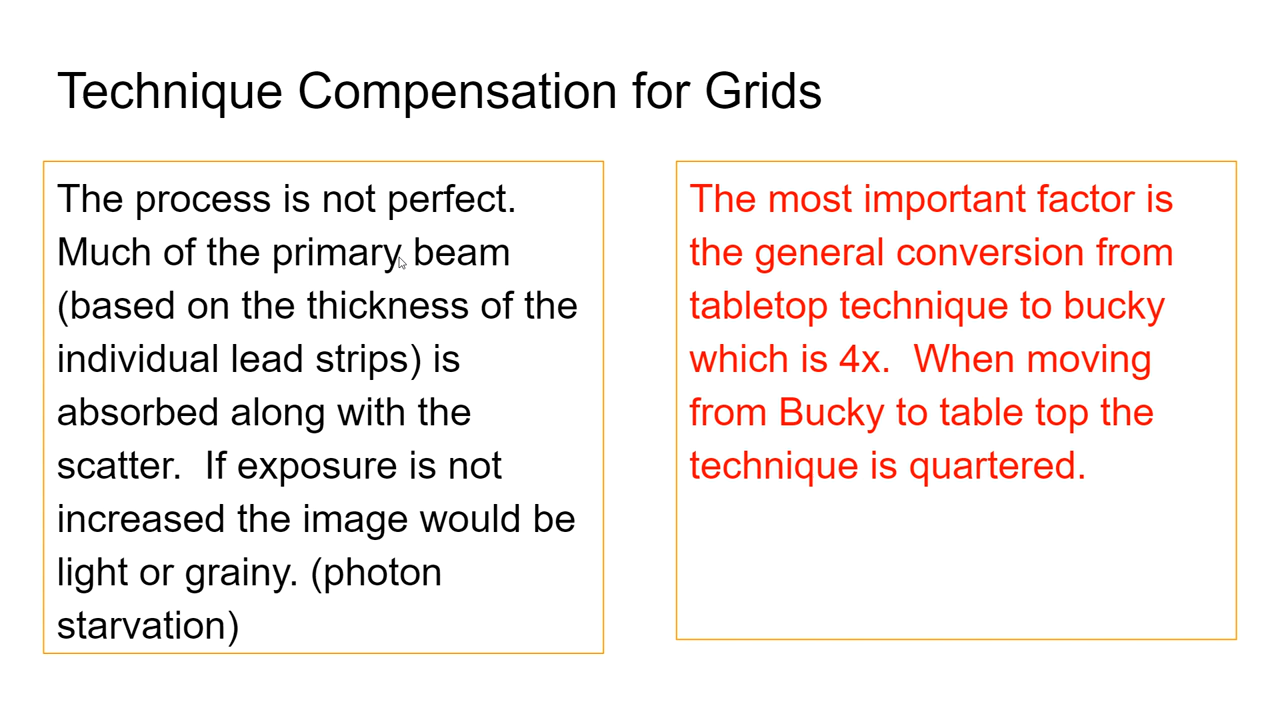 Technique Compensation for Grids
The process is not perfect.
Much of the primary beam
(based on the thickness of the
individual lead strips) is
absorbed along with the
scatter.  If exposure is not
increased the image would be
light or grainy. (photon
starvation)
The most important factor is
the general conversion from
tabletop technique to bucky
which is 4x.  When moving
from Bucky to table top the
technique is quartered.